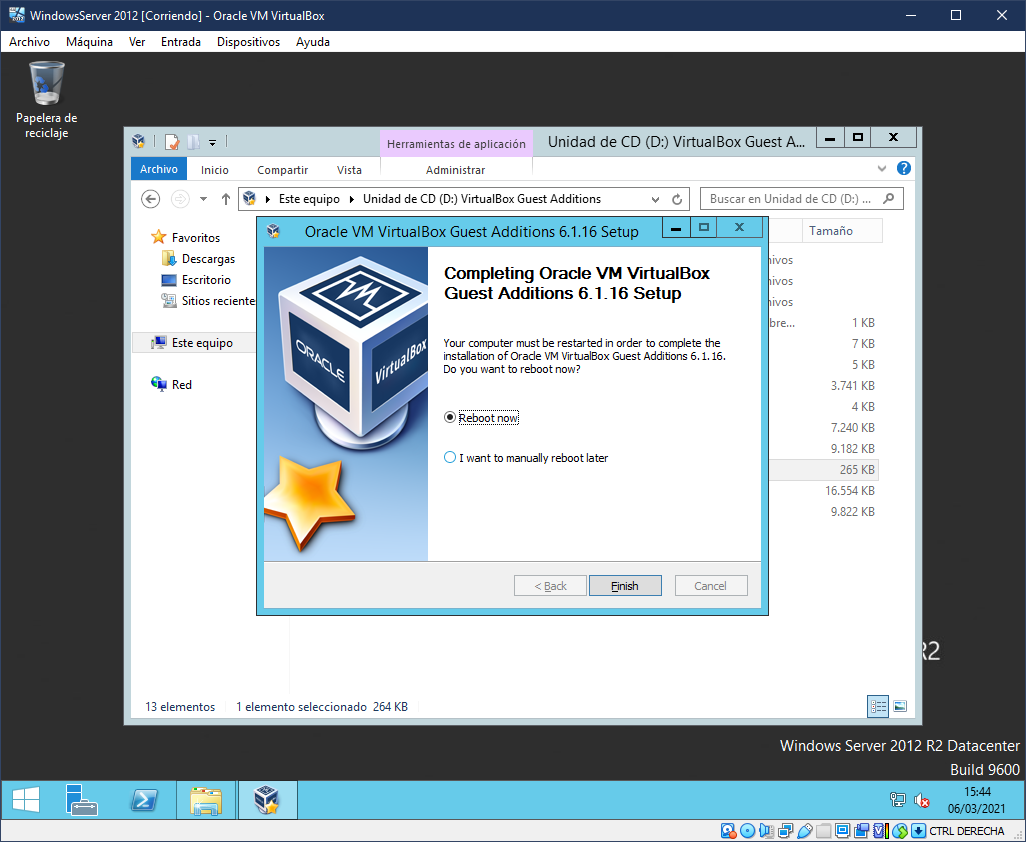 WindowsServer 2012 [Corriendo] - Oracle VM VirtualBox
Archivo Máquina Ver Entrada Dispositivos Ayuda
Papelera de
reciclaje
Herramientas de aplicación
Unidad de CD (D:) VirtualBox Guest A...
Archivo Inicio Compartir Vista Administrar
Este equipo Unidad de CD (D:) VirtualBox Guest Additions
Buscar en Unidad de CD (D:) ...
Favoritos
Descargas
Escritorio
Sitios reciente
Este equipo
Red
Tamaño
hivos
hivos
hivos
bre... 1 KB
7 KB
5 KB
3.741 KB
4 KB
7.240 KB
9.182 KB
265 KB
16.554 KB
9.822 KB
Oracle VM VirtualBox Guest Additions 6.1.16 Setup
ORACLE
VirtualBox
Completing Oracle VM VirtualBox
Guest Additions 6.1.16 Setup
Your computer must be restarted in order to complete the
installation of Oracle VM VirtualBox Guest Additions 6.1.16.
Do you want to reboot now?
Reboot now
I want to manually reboot later
< Back Finish Cancel
13 elementos 1 elemento seleccionado 264 KB
R2
Windows Server 2012 R2 Datacenter
Build 9600
15:44
06/03/2021
CTRL DERECHA